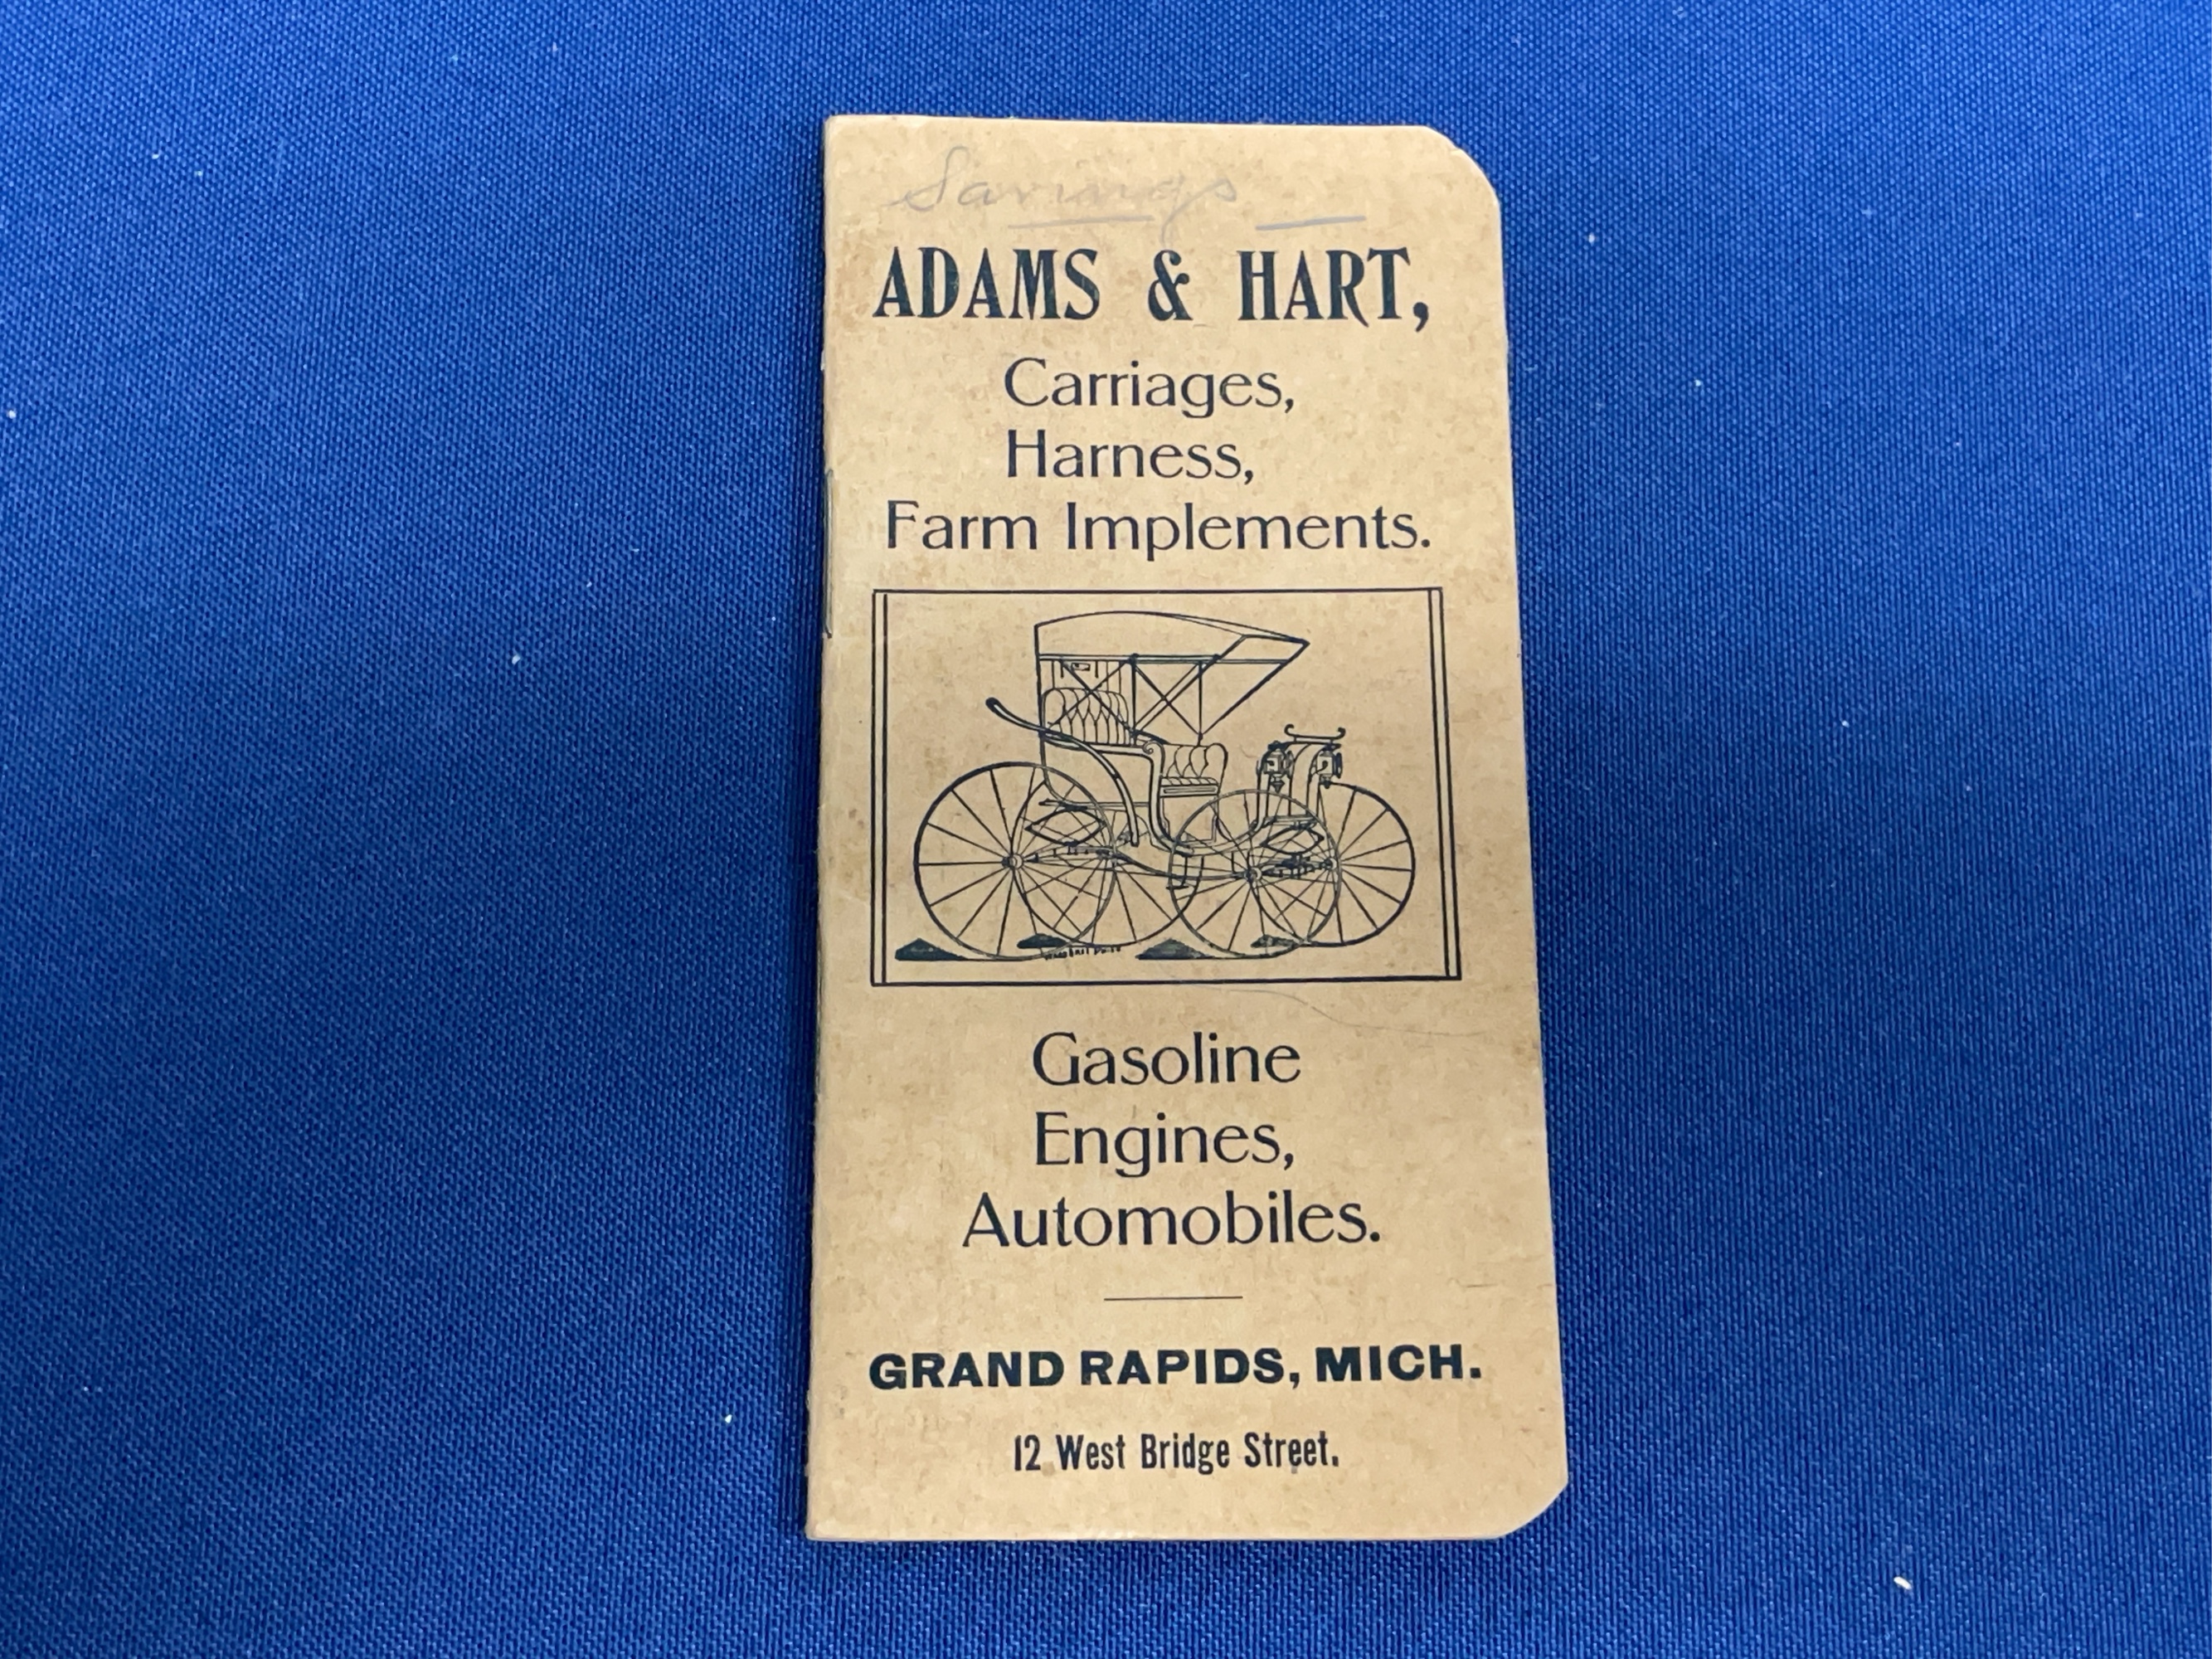 Savings
ADAMS & HART,
Carriages,
Harness,
Farm Implements.
Gasoline
Engines,
Automobiles.
GRAND RAPIDS, MICH.
12 West Bridge Street.